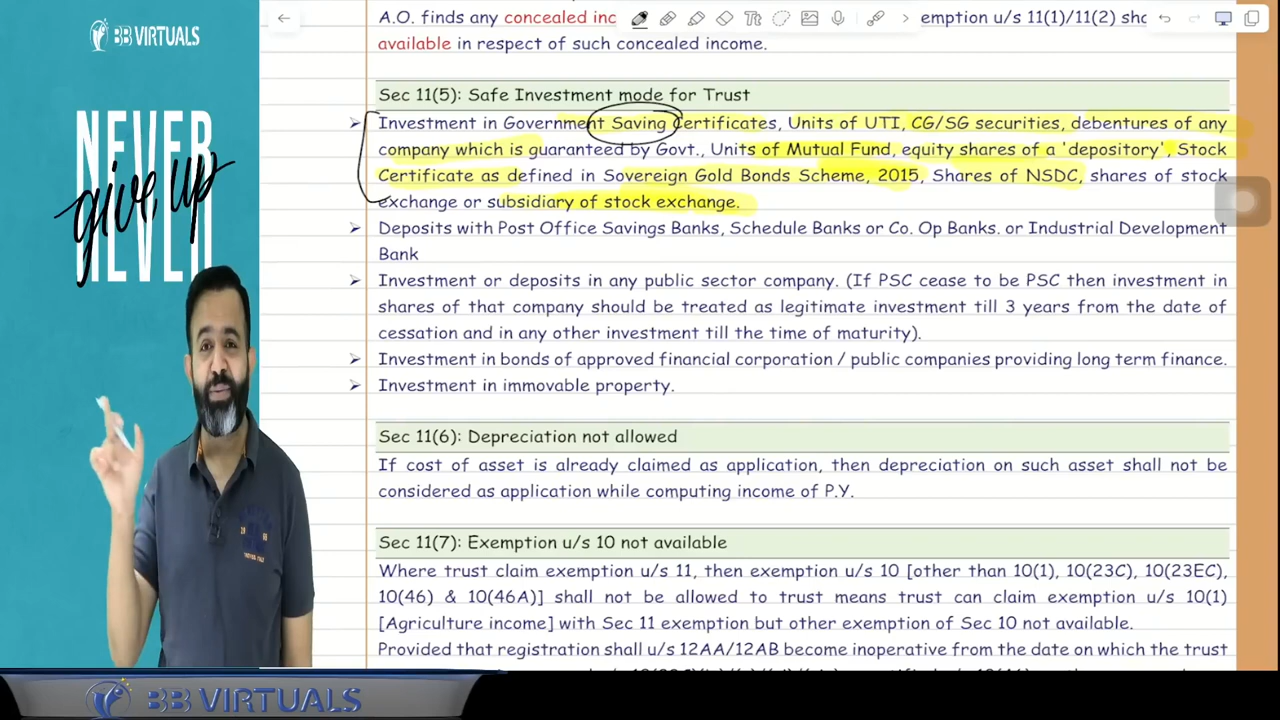 BB VIRTUALS
NEVER
give up
NEVER
A.O. finds any concealed inc
emption u/s 11(1)/11(2) sha
available in respect of such concealed income.
Sec 11(5): Safe Investment mode for Trust
➢ Investment in Government Saving Certificates, Units of UTI, CG/SG securities, debentures of any
company which is guaranteed by Govt., Units of Mutual Fund, equity shares of a 'depository', Stock
Certificate as defined in Sovereign Gold Bonds Scheme, 2015, Shares of NSDC, shares of stock
exchange or subsidiary of stock exchange.
➢ Deposits with Post Office Savings Banks, Schedule Banks or Co. Op Banks. or Industrial Development
Bank
➢ Investment or deposits in any public sector company. (If PSC cease to be PSC then investment in
shares of that company should be treated as legitimate investment till 3 years from the date of
cessation and in any other investment till the time of maturity).
➢ Investment in bonds of approved financial corporation / public companies providing long term finance.
➢ Investment in immovable property.
Sec 11(6): Depreciation not allowed
If cost of asset is already claimed as application, then depreciation on such asset shall not be
considered as application while computing income of P.Y.
Sec 11(7): Exemption u/s 10 not available
Where trust claim exemption u/s 11, then exemption u/s 10 [other than 10(1), 10(23C), 10(23EC),
10(46) & 10(46A)] shall not be allowed to trust means trust can claim exemption u/s 10(1)
[Agriculture income] with Sec 11 exemption but other exemption of Sec 10 not available.
Provided that registration shall u/s 12AA/12AB become inoperative from the date on which the trust
BB VIRTUALS